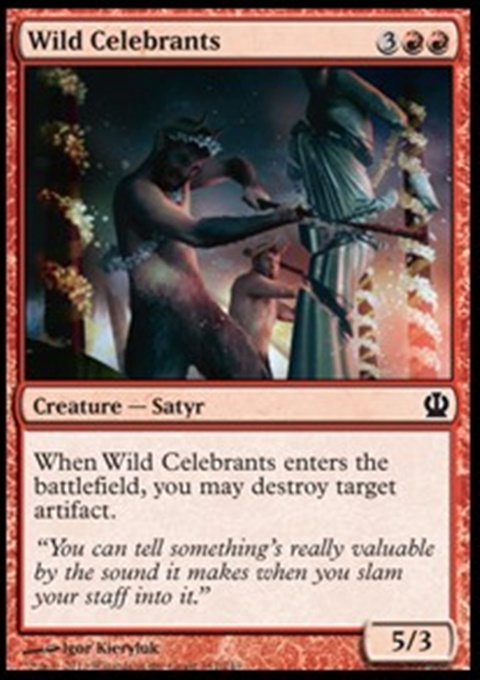 Wild Celebrants 3
Creature — Satyr
When Wild Celebrants enters the
battlefield, you may destroy target
artifact.
"You can tell something's really valuable
by the sound it makes when you slam
your staff into it."
5/3
Igor Kieryluk